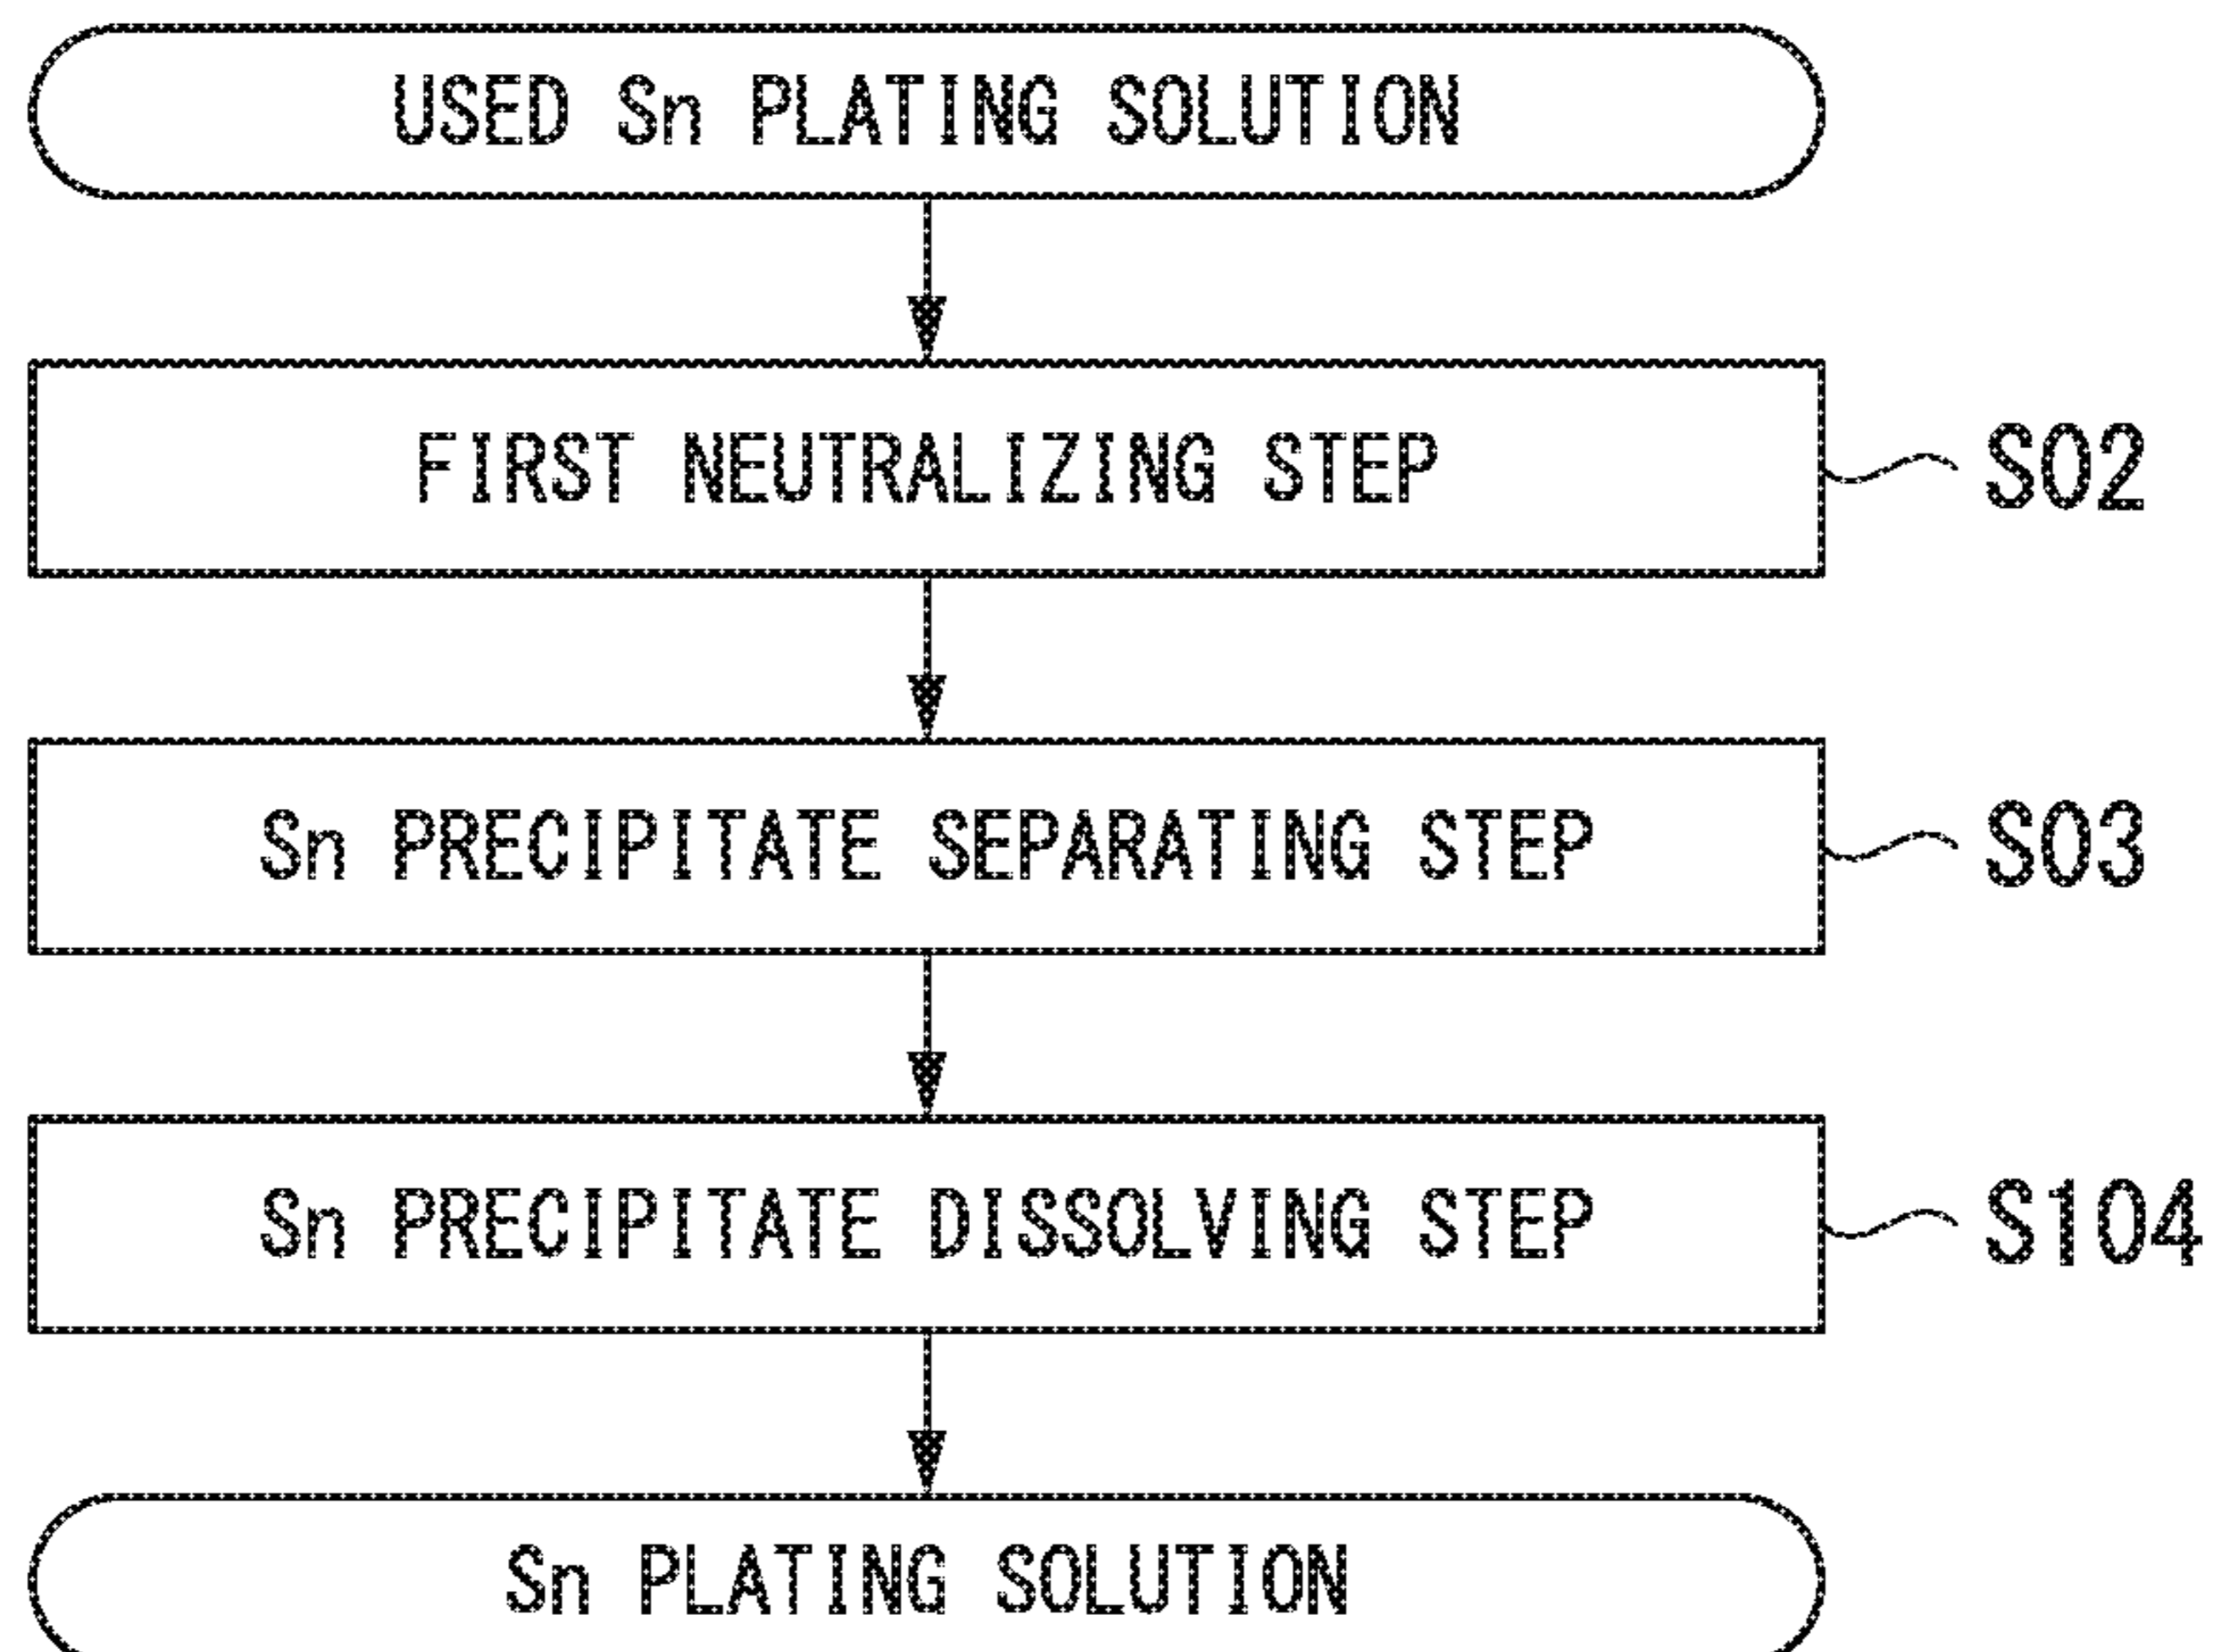 USED Sn PLATING SOLUTION
FIRST NEUTRALIZING STEP
S02
Sn PRECIPITATE SEPARATING STEP
S03
Sn PRECIPITATE DISSOLVING STEP
S104
Sn PLATING SOLUTION